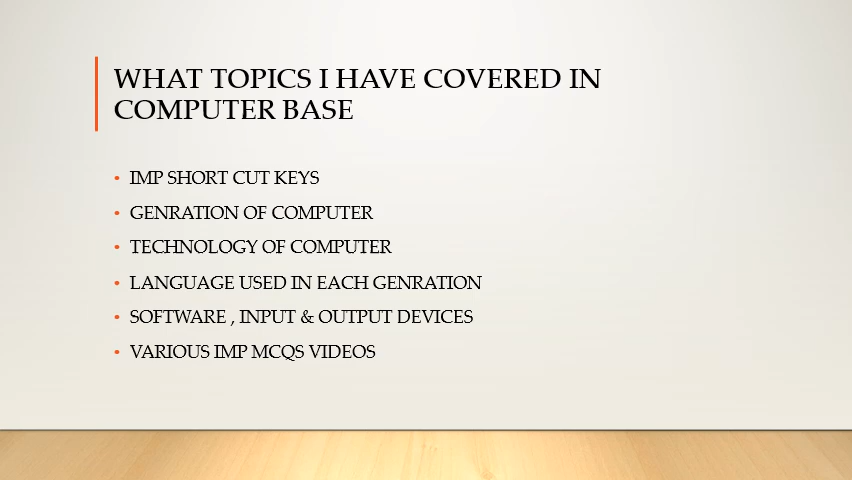 WHAT TOPICS I HAVE COVERED IN
COMPUTER BASE
• IMP SHORT CUT KEYS
• GENRATION OF COMPUTER
• TECHNOLOGY OF COMPUTER
• LANGUAGE USED IN EACH GENRATION
• SOFTWARE , INPUT & OUTPUT DEVICES
• VARIOUS IMP MCQS VIDEOS